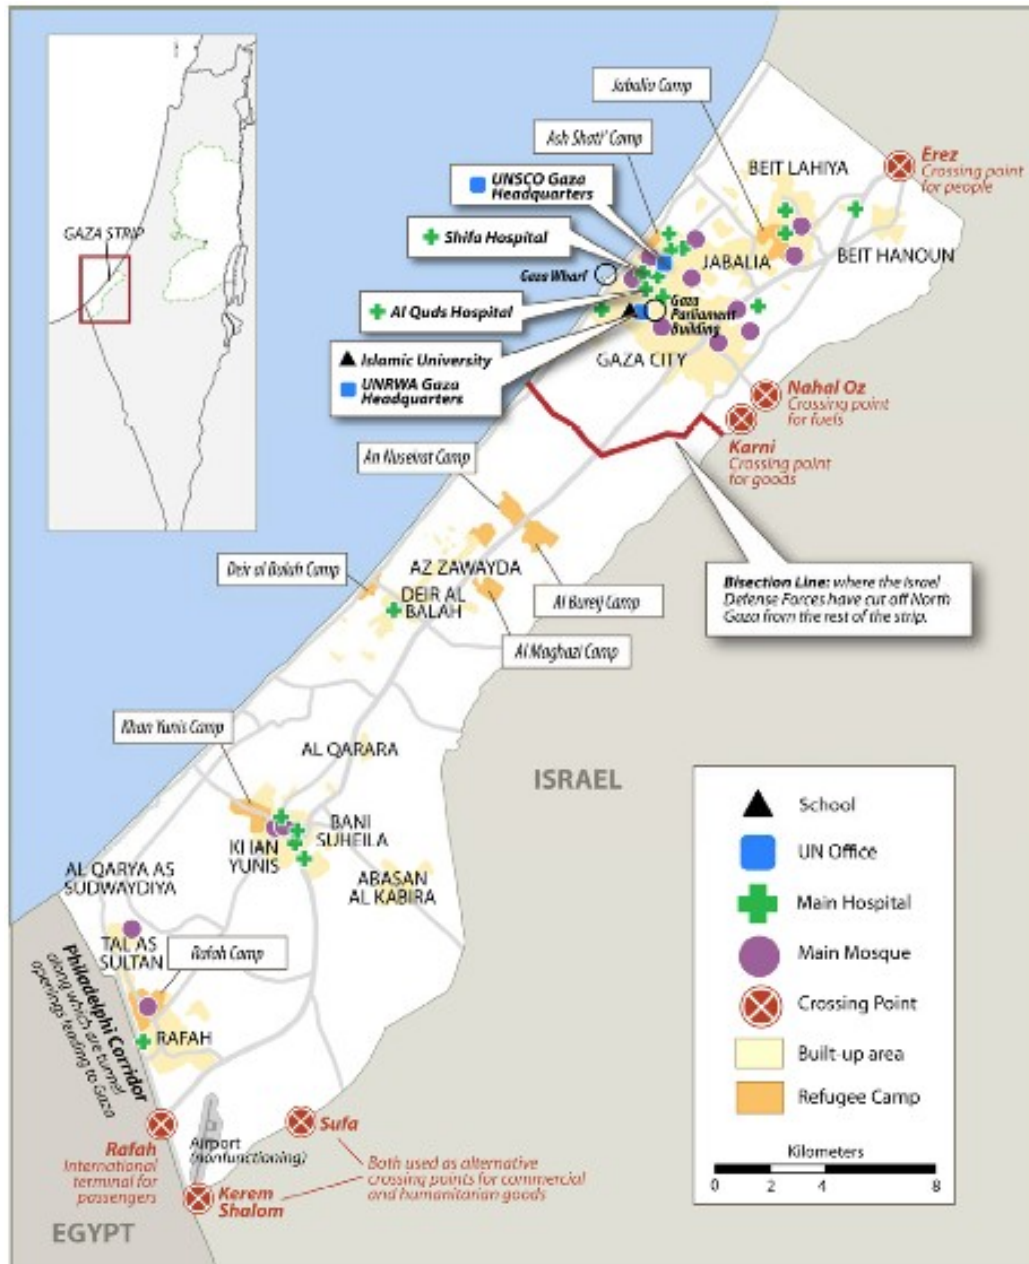 GAZA STRIP
Jabalia Camp
Ash Shati' Camp
BEIT LAHIYA
Erez
Crossing point
for people
UNSCO Gaza
Headquarters
Shifa Hospital
Gaza Wharf
JABALIA
BEIT HANOUN
Al Quds Hospital
Gaza
Parliament
Building
Islamic University
UNRWA Gaza
Headquarters
GAZA CITY
Nahal Oz
Crossing point
for fuels
Karni
Crossing point
for goods
An Nuseirat Camp
Deir al Balah Camp
AZ ZAWAYDA
DEIR AL
BALAH
Al Bureij Camp
Al Maghazi Camp
Bisection Line: where the Israel
Defense Forces have cut off North
Gaza from the rest of the strip.
Khan Yunis Camp
AL QARARA
ISRAEL
BANI
SUHEILA
KHAN
YUNIS
ABASAN
AL KABIRA
AL QARYA AS
SUDWAYDIYA
TAL AS
SULTAN
Rafah Camp
RAFAH
Philadelphi Corridor
along which are tunnel
openings leading to Gaza
Rafah
International
terminal for
passengers
Airport
(nonfunctioning)
Sufa
Kerem
Shalom
Both used as alternative
crossing points for commercial
and humanitarian goods
EGYPT
School
UN Office
Main Hospital
Main Mosque
Crossing Point
Built-up area
Refugee Camp
Kilometers
0 2 4 8